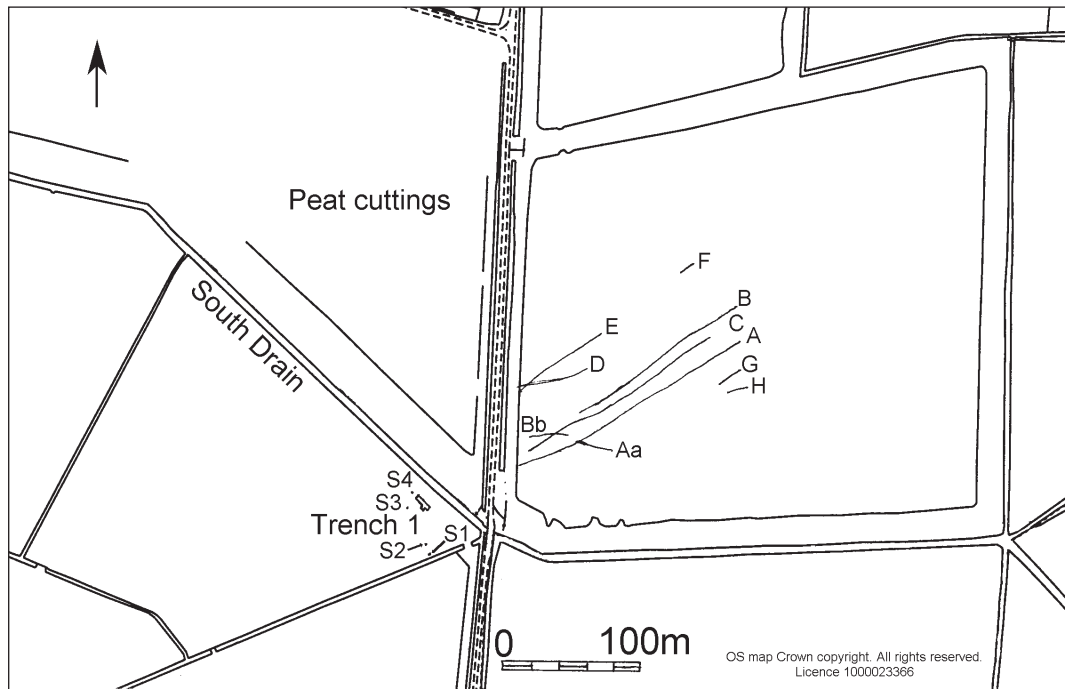 Peat cuttings
South Drain
F
B
C
A
E
D
G
H
Bb
Aa
S4
S3
Trench 1
S1
S2
0 100m
OS map Crown copyright. All rights reserved.
Licence 1000023366